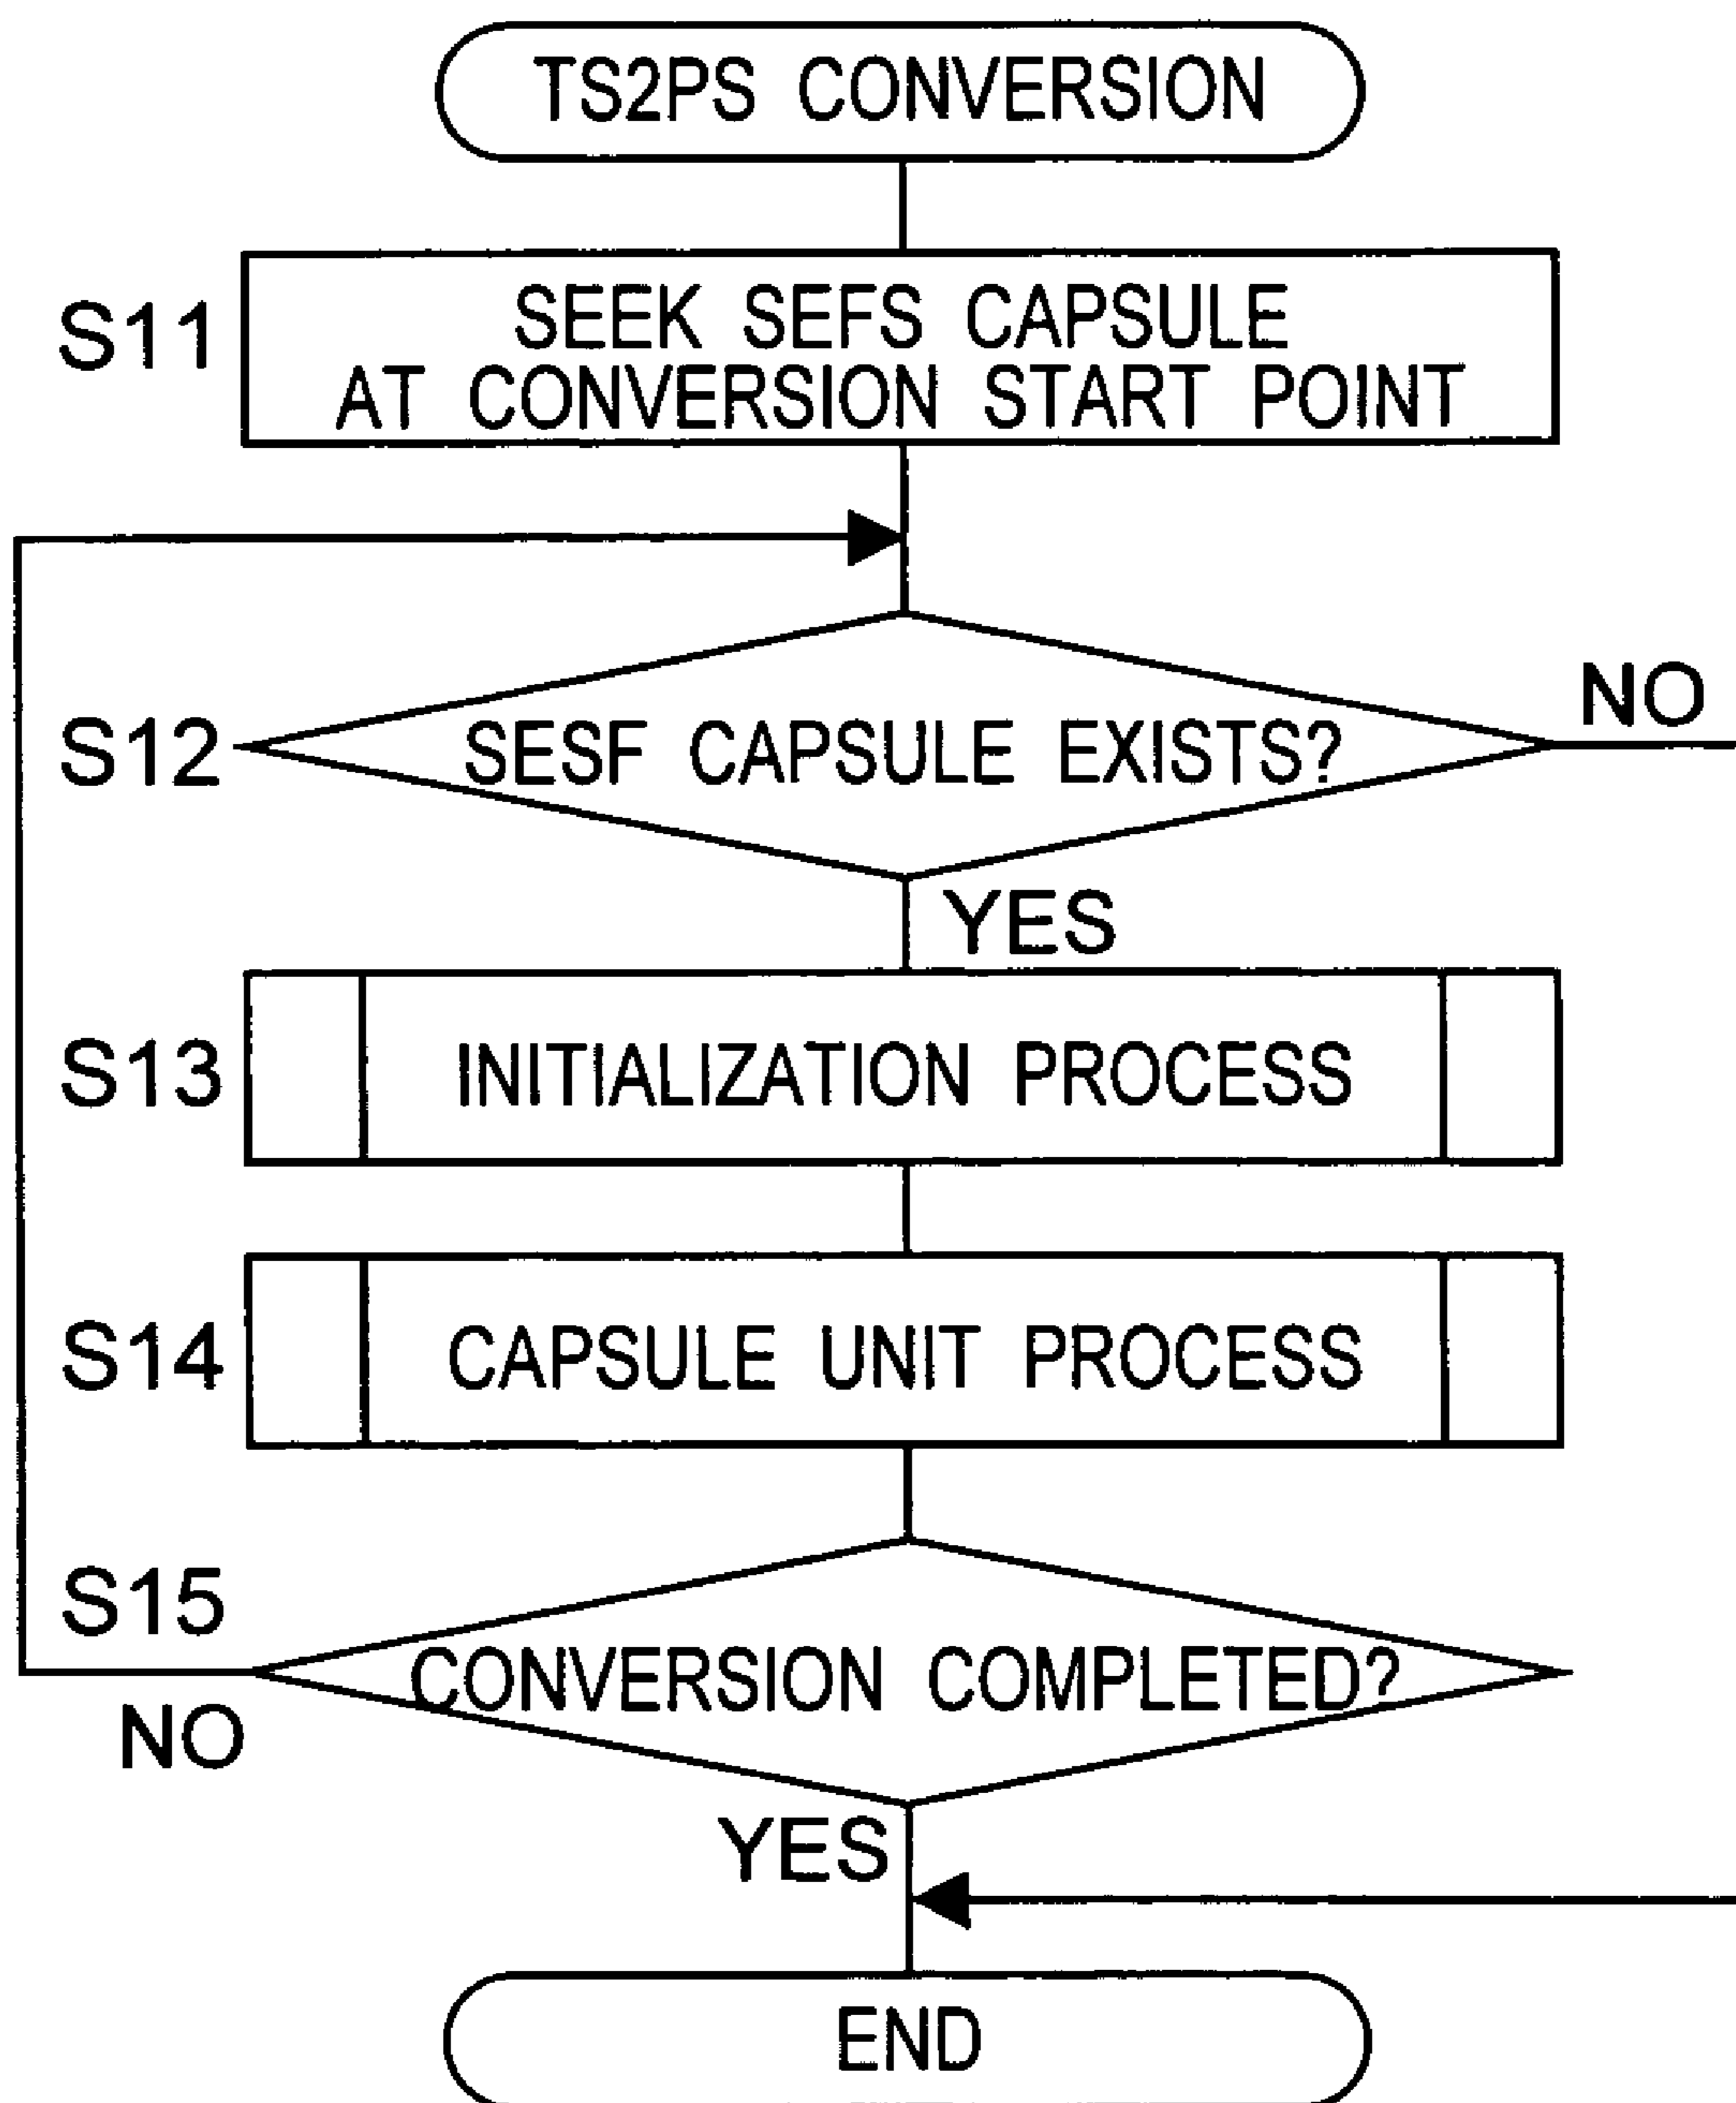 TS2PS CONVERSION
S11
SEEK SEFS CAPSULE
AT CONVERSION START POINT
S12
SESF CAPSULE EXISTS?
NO
YES
S13
INITIALIZATION PROCESS
S14
CAPSULE UNIT PROCESS
S15
CONVERSION COMPLETED?
NO
YES
END